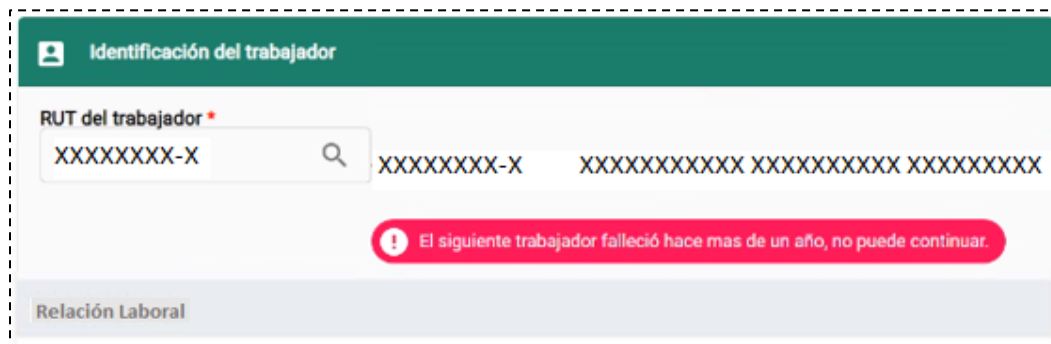 Identificación del trabajador
RUT del trabajador *
XXXXXXXX-X
XXXXXXXX-X XXXXXXXXXXX XXXXXXXXXX XXXXXXXXX
El siguiente trabajador falleció hace mas de un año, no puede continuar.
Relación Laboral